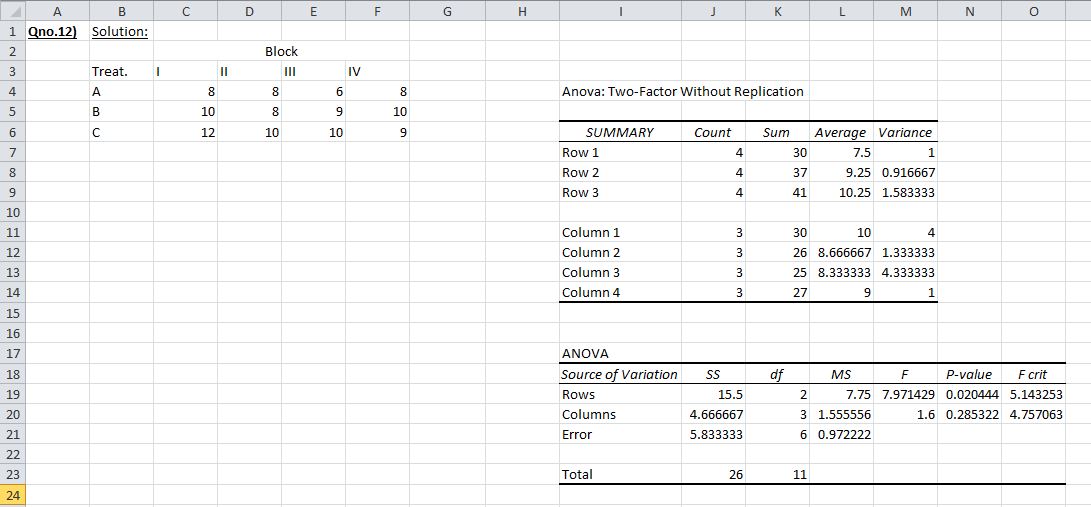 A B C D E F G H I J K L M N O
1 Qno.12) Solution:
2 Block
3 Treat. I II III IV
4 A 8 8 6 8 Anova: Two-Factor Without Replication
5 B 10 8 9 10
6 C 12 10 10 9 SUMMARY Count Sum Average Variance
7 Row 1 4 30 7.5 1
8 Row 2 4 37 9.25 0.916667
9 Row 3 4 41 10.25 1.583333
10
11 Column 1 3 30 10 4
12 Column 2 3 26 8.666667 1.333333
13 Column 3 3 25 8.333333 4.333333
14 Column 4 3 27 9 1
15
16
17 ANOVA
18 Source of Variation SS df MS F P-value F crit
19 Rows 15.5 2 7.75 7.971429 0.020444 5.143253
20 Columns 4.666667 3 1.555556 1.6 0.285322 4.757063
21 Error 5.833333 6 0.972222
22
23 Total 26 11
24